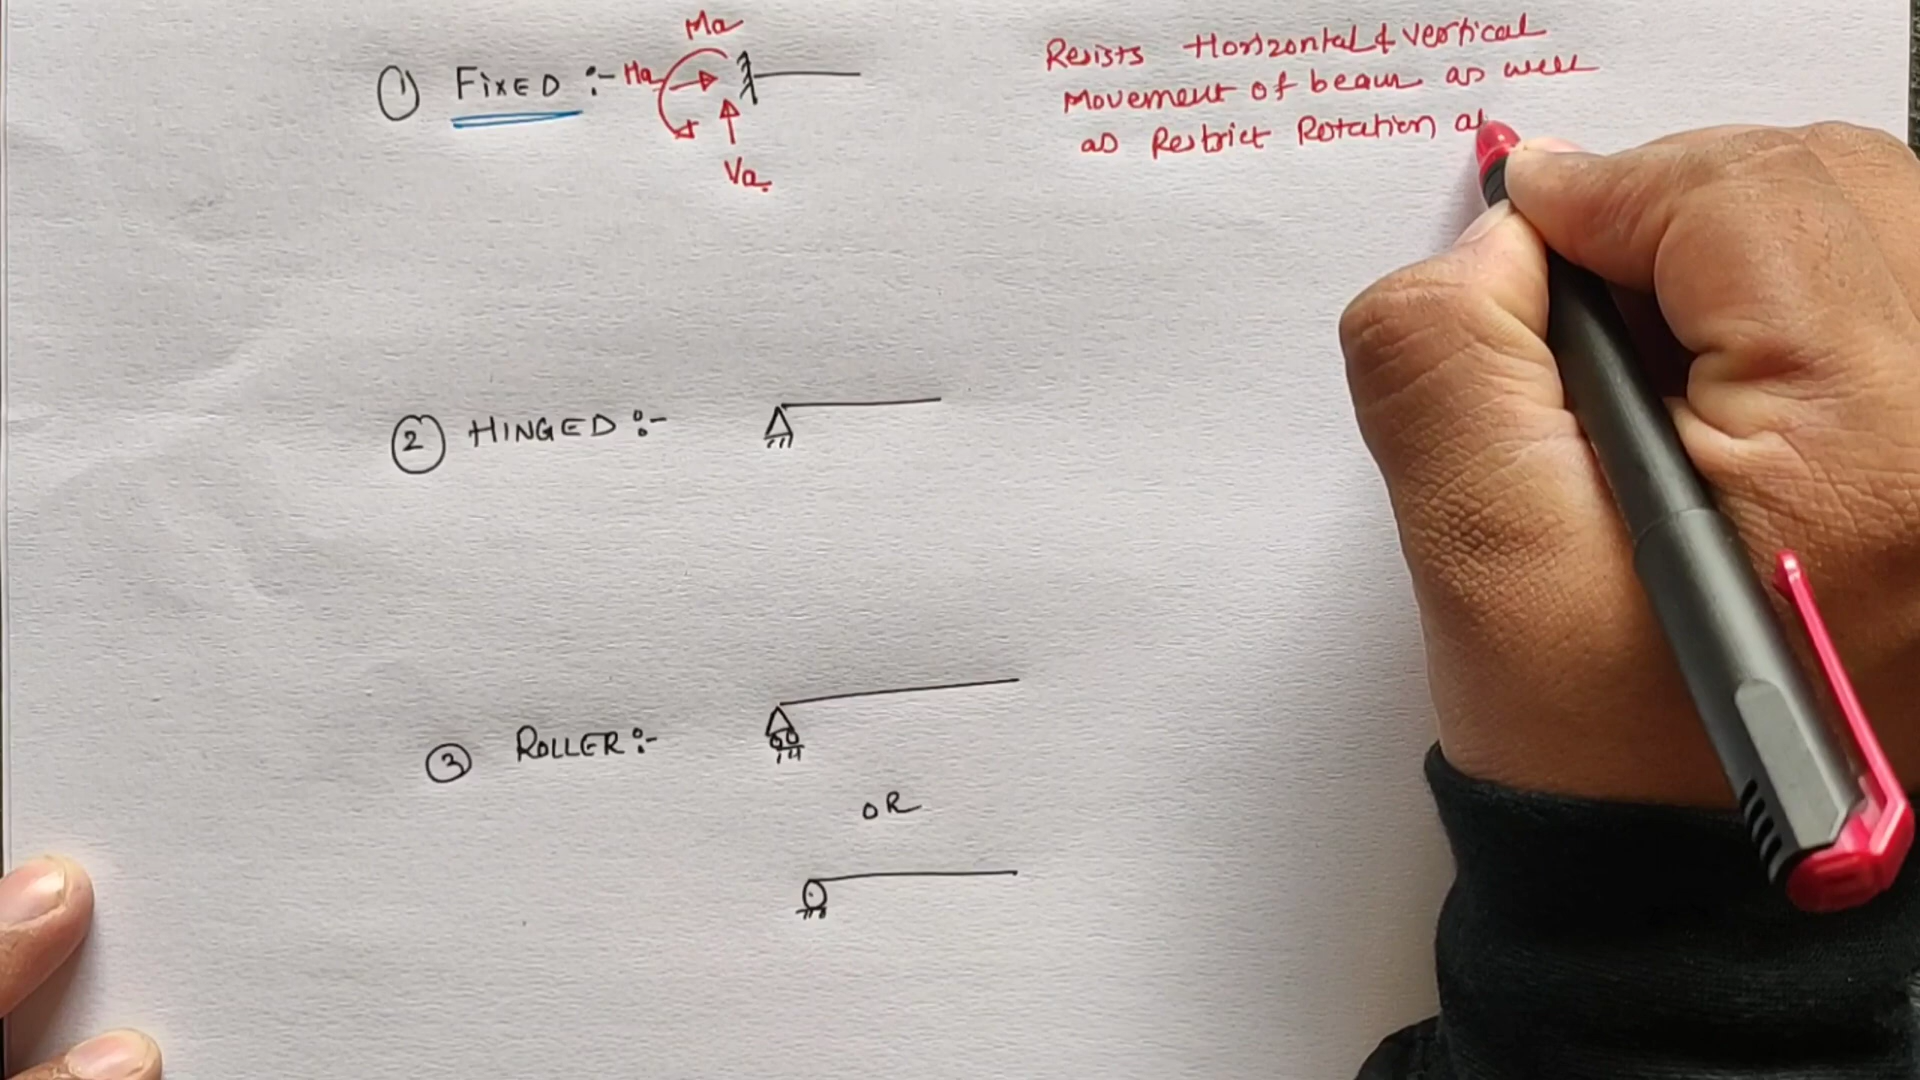 Ma
① FIXED :- Ha
Va.
Resists Horizontal & vertical
Movement of beam as well
as Restrict Rotation
② HINGED :-
③ ROLLER :-
OR